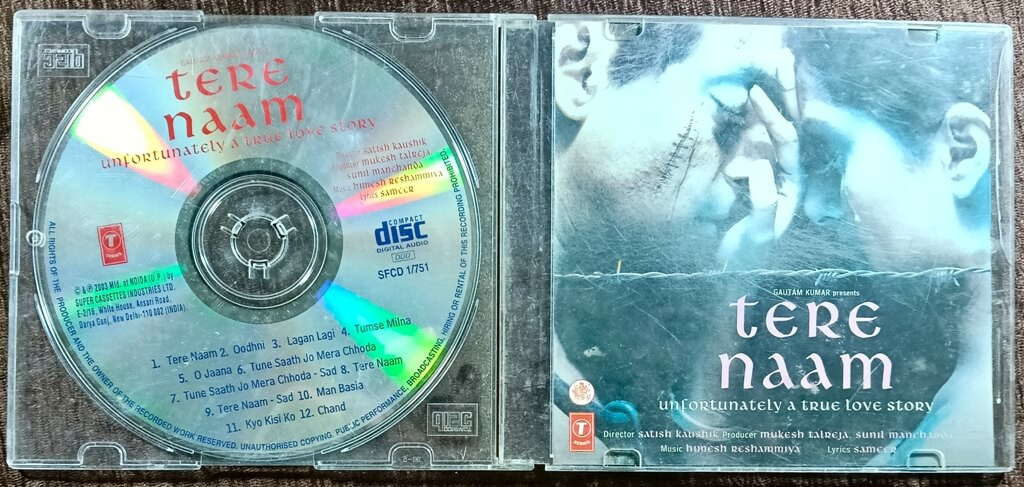 tere
naam
unfortunately a true love story
satish kaushik
mukesh talreja
sunil manchanda
Music himesh reshammiya
Lyrics sameer
COMPACT
disc
DIGITAL AUDIO
DDD
SFCD 1/751
T
© & ℗ 2003 Mfd. at NOIDA (U.P.) by
SUPER CASSETTES INDUSTRIES LTD.
E-2/16, White House, Ansari Road,
Darya Ganj, New Delhi-110 002 (INDIA).
1. Tere Naam 2. Oodhni 3. Lagan Lagi 4. Tumse Milna
5. O Jaana 6. Tune Saath Jo Mera Chhoda
7. Tune Saath Jo Mera Chhoda - Sad 8. Tere Naam
9. Tere Naam - Sad 10. Man Basia
11. Kyo Kisi Ko 12. Chand
ALL RIGHTS OF THE PRODUCER AND THE OWNER OF THE RECORDED WORK RESERVED. UNAUTHORISED COPYING, PUBLIC PERFORMANCE, BROADCASTING, HIRING OR RENTAL OF THIS RECORDING PROHIBITED.
GAUTAM KUMAR presents
tere
naam
unfortunately a true love story
T
Director satish kaushik Producer mukesh talreja, sunil manchanda
Music himesh reshammiya Lyrics sameer